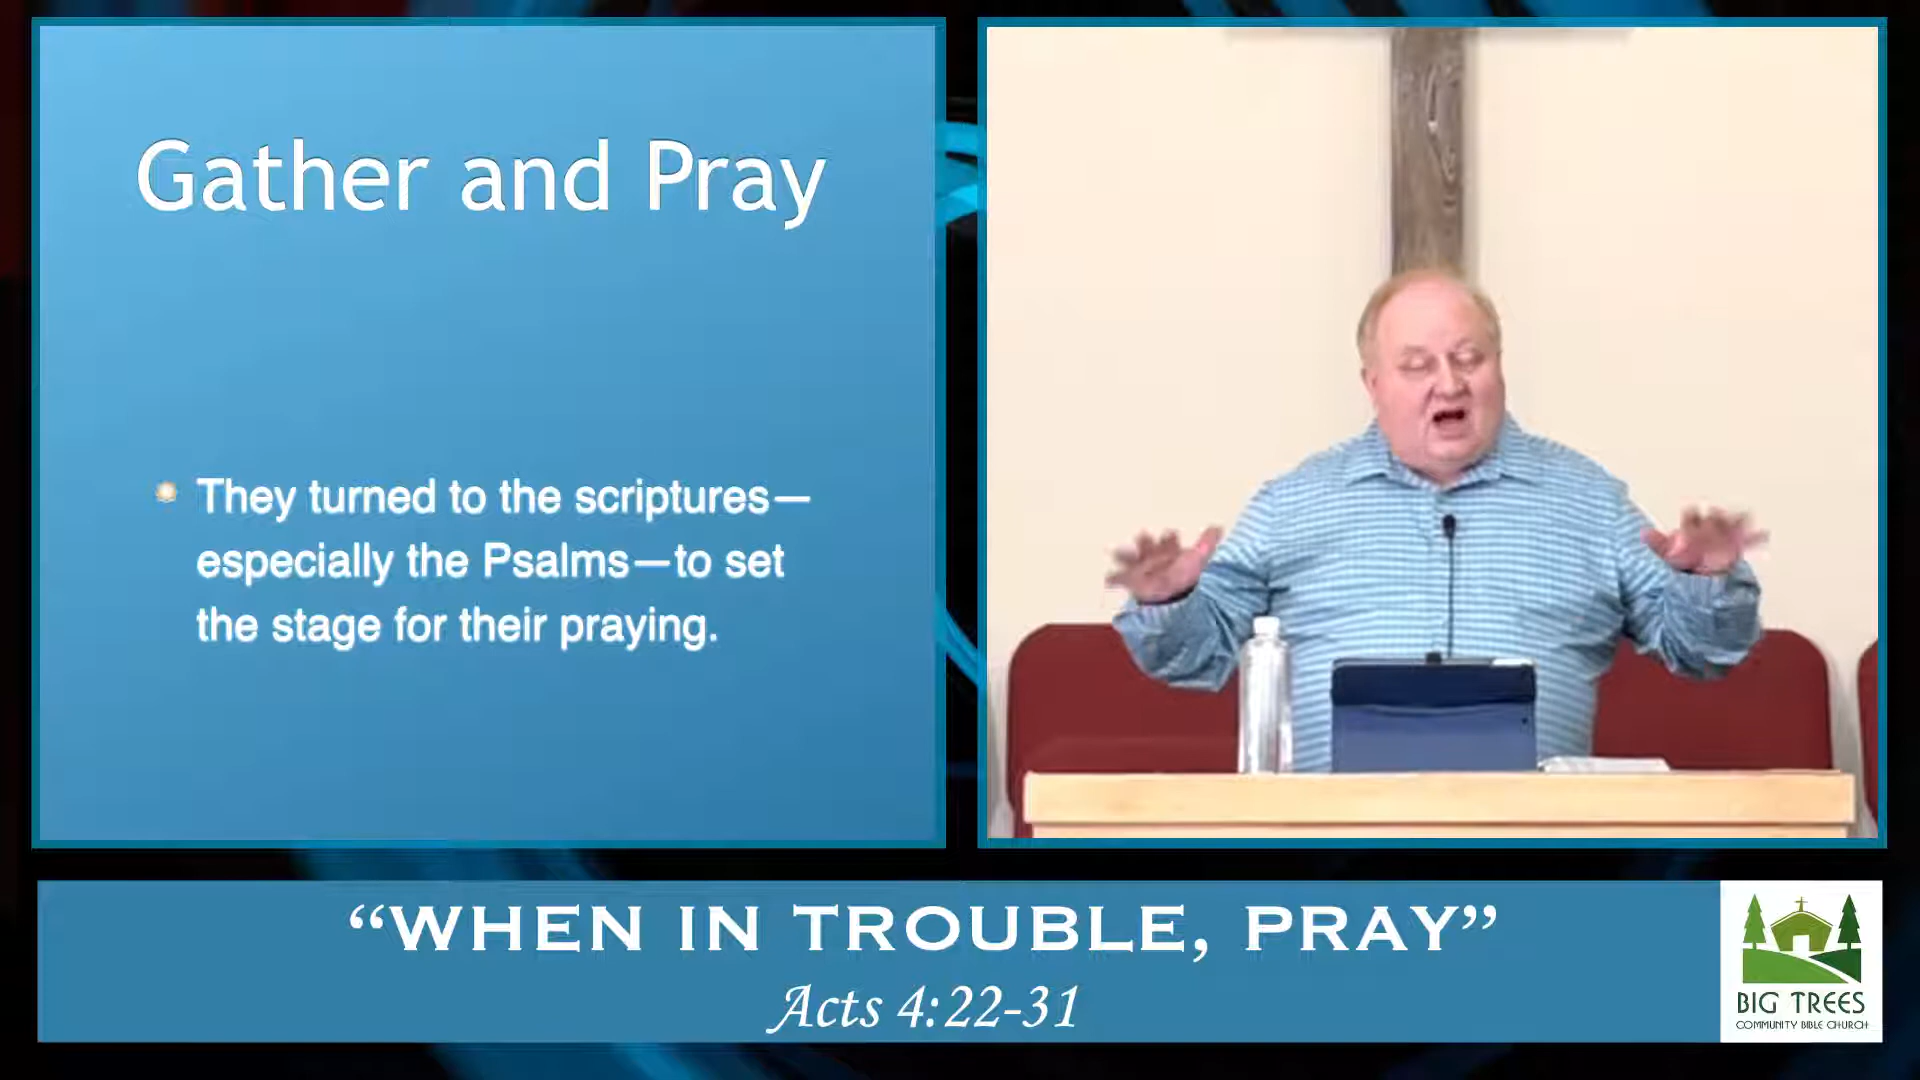 Gather and Pray
They turned to the scriptures—
especially the Psalms—to set
the stage for their praying.
“WHEN IN TROUBLE, PRAY”
Acts 4:22-31
BIG TREES
COMMUNITY BIBLE CHURCH